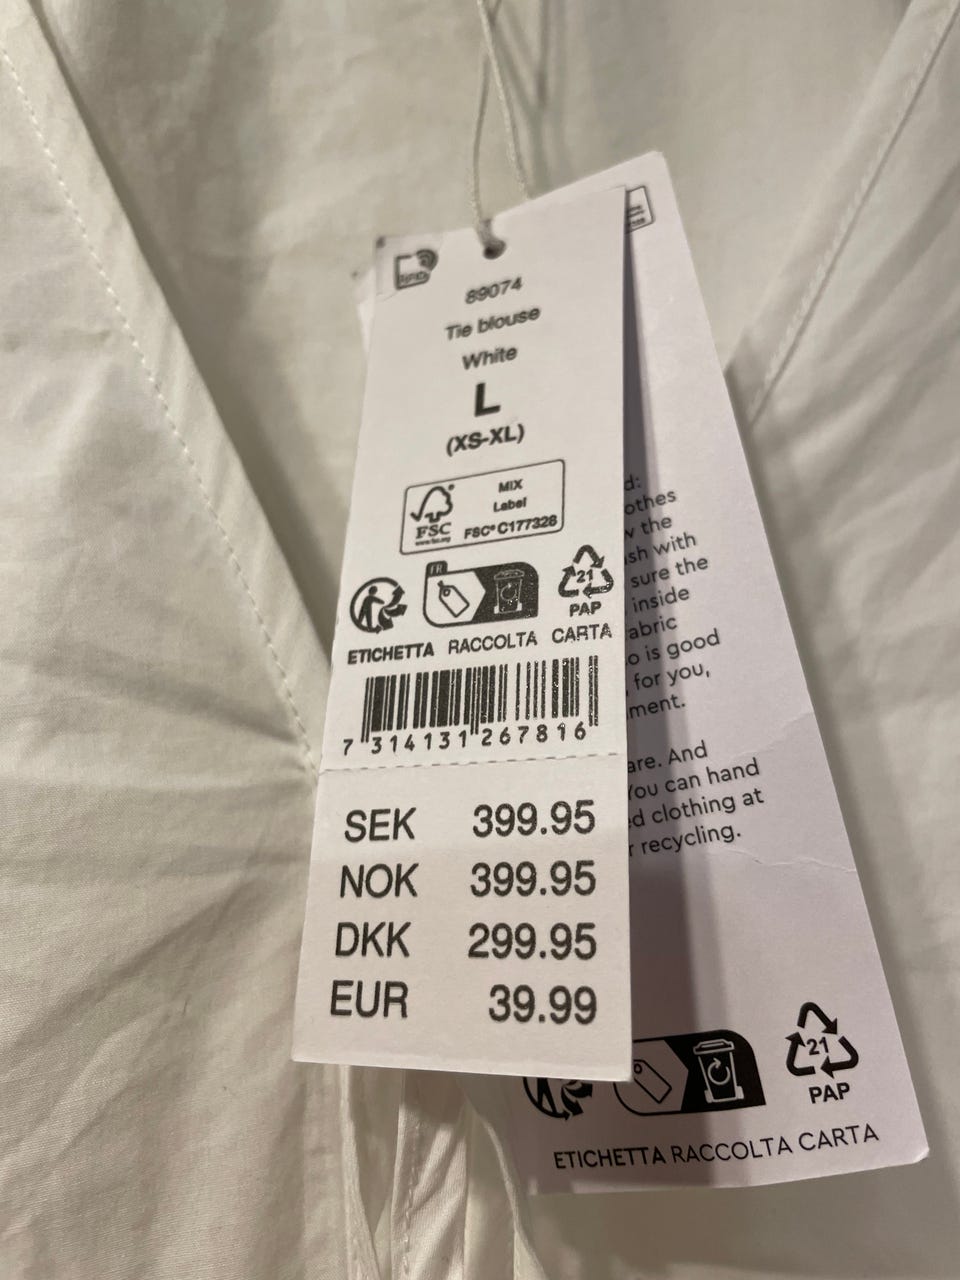 RFID
89074
Tie blouse
White
L
(XS-XL)
FSC
www.fsc.org
MIX
Label
FSC® C177328
FR
21
PAP
ETICHETTA RACCOLTA CARTA
7 314131 267816
SEK 399.95
NOK 399.95
DKK 299.95
EUR 39.99
d:
othes
the
sh with
sure the
inside
abric
o is good
for you,
ment.
are. And
You can hand
d clothing at
r recycling.
21
PAP
ETICHETTA RACCOLTA CARTA